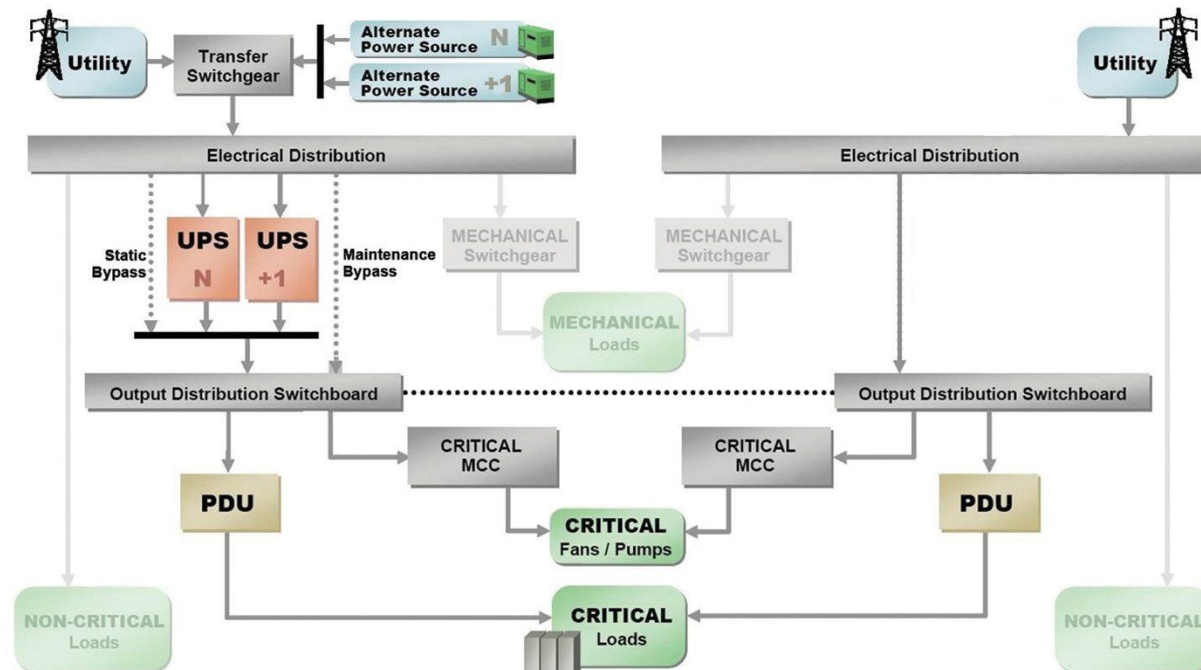 Utility
Transfer
Switchgear
Alternate
Power Source N
Alternate
Power Source +1
Utility
Electrical Distribution
Electrical Distribution
Static
Bypass
UPS
N
UPS
+1
Maintenance
Bypass
MECHANICAL
Switchgear
MECHANICAL
Switchgear
MECHANICAL
Loads
Output Distribution Switchboard
Output Distribution Switchboard
CRITICAL
MCC
CRITICAL
MCC
PDU
PDU
CRITICAL
Fans / Pumps
NON-CRITICAL
Loads
CRITICAL
Loads
NON-CRITICAL
Loads